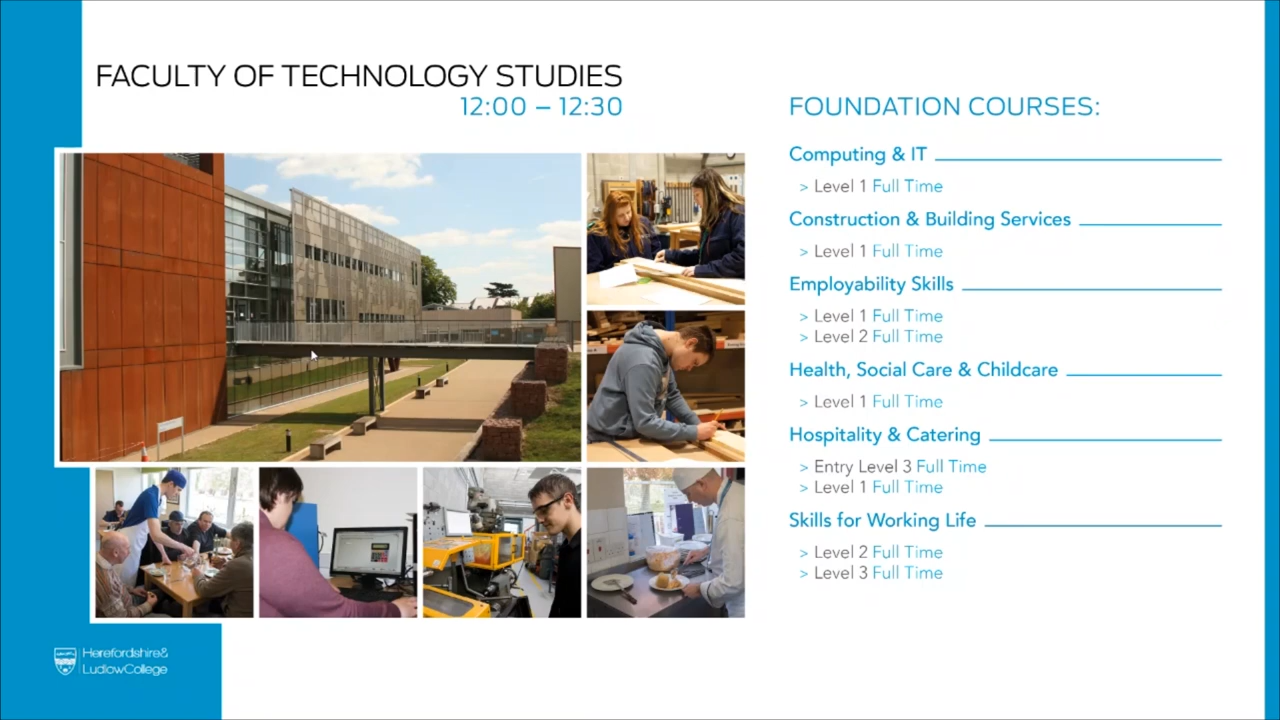 FACULTY OF TECHNOLOGY STUDIES
12:00 – 12:30
FOUNDATION COURSES:
Computing & IT
> Level 1 Full Time
Construction & Building Services
> Level 1 Full Time
Employability Skills
> Level 1 Full Time
> Level 2 Full Time
Health, Social Care & Childcare
> Level 1 Full Time
Hospitality & Catering
> Entry Level 3 Full Time
> Level 1 Full Time
Skills for Working Life
> Level 2 Full Time
> Level 3 Full Time
Herefordshire&
LudlowCollege